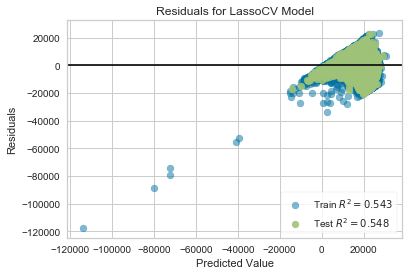 Residuals for LassoCV Model
20000
0
−20000
−40000
−60000
−80000
−100000
−120000
Residuals
Train R² = 0.543
Test R² = 0.548
−120000 −100000 −80000 −60000 −40000 −20000 0 20000
Predicted Value